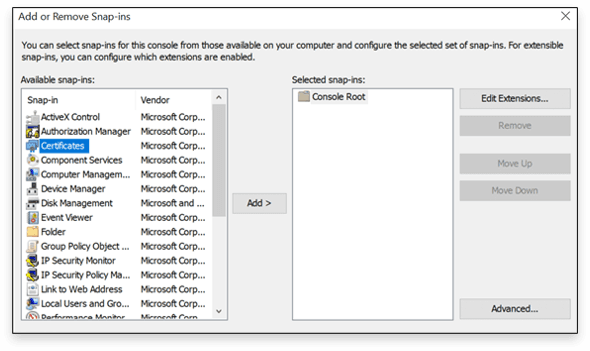 Add or Remove Snap-ins
You can select snap-ins for this console from those available on your computer and configure the selected set of snap-ins. For extensible
snap-ins, you can configure which extensions are enabled.
Available snap-ins:
Snap-in Vendor
ActiveX Control Microsoft Corp...
Authorization Manager Microsoft Corp...
Certificates Microsoft Corp...
Component Services Microsoft Corp...
Computer Managem... Microsoft Corp...
Device Manager Microsoft Corp...
Disk Management Microsoft and ...
Event Viewer Microsoft Corp...
Folder Microsoft Corp...
Group Policy Object ... Microsoft Corp...
IP Security Monitor Microsoft Corp...
IP Security Policy Ma... Microsoft Corp...
Link to Web Address Microsoft Corp...
Local Users and Gro... Microsoft Corp...
Performance Monitor Microsoft Corp...
Add >
Selected snap-ins:
Console Root
Edit Extensions...
Remove
Move Up
Move Down
Advanced...